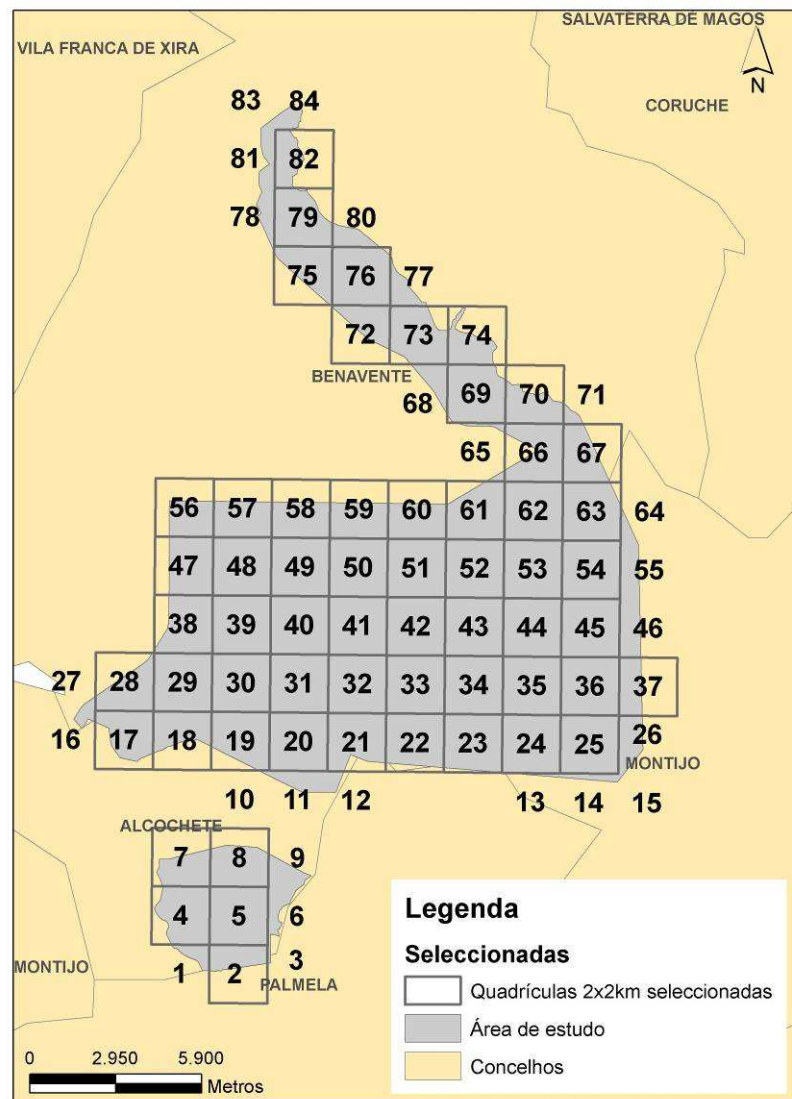 SALVATERRA DE MAGOS
VILA FRANCA DE XIRA
N
CORUCHE
83 84
81 82
78 79 80
75 76 77
72 73 74
BENAVENTE
68 69 70 71
65 66 67
56 57 58 59 60 61 62 63 64
47 48 49 50 51 52 53 54 55
38 39 40 41 42 43 44 45 46
27 28 29 30 31 32 33 34 35 36 37
16 17 18 19 20 21 22 23 24 25 26
MONTIJO
10 11 12 13 14 15
ALCOCHETE
7 8 9
4 5 6
MONTIJO
1 2 3
PALMELA
Legenda
Seleccionadas
Quadrículas 2x2km seleccionadas
Área de estudo
Concelhos
0 2.950 5.900
Metros